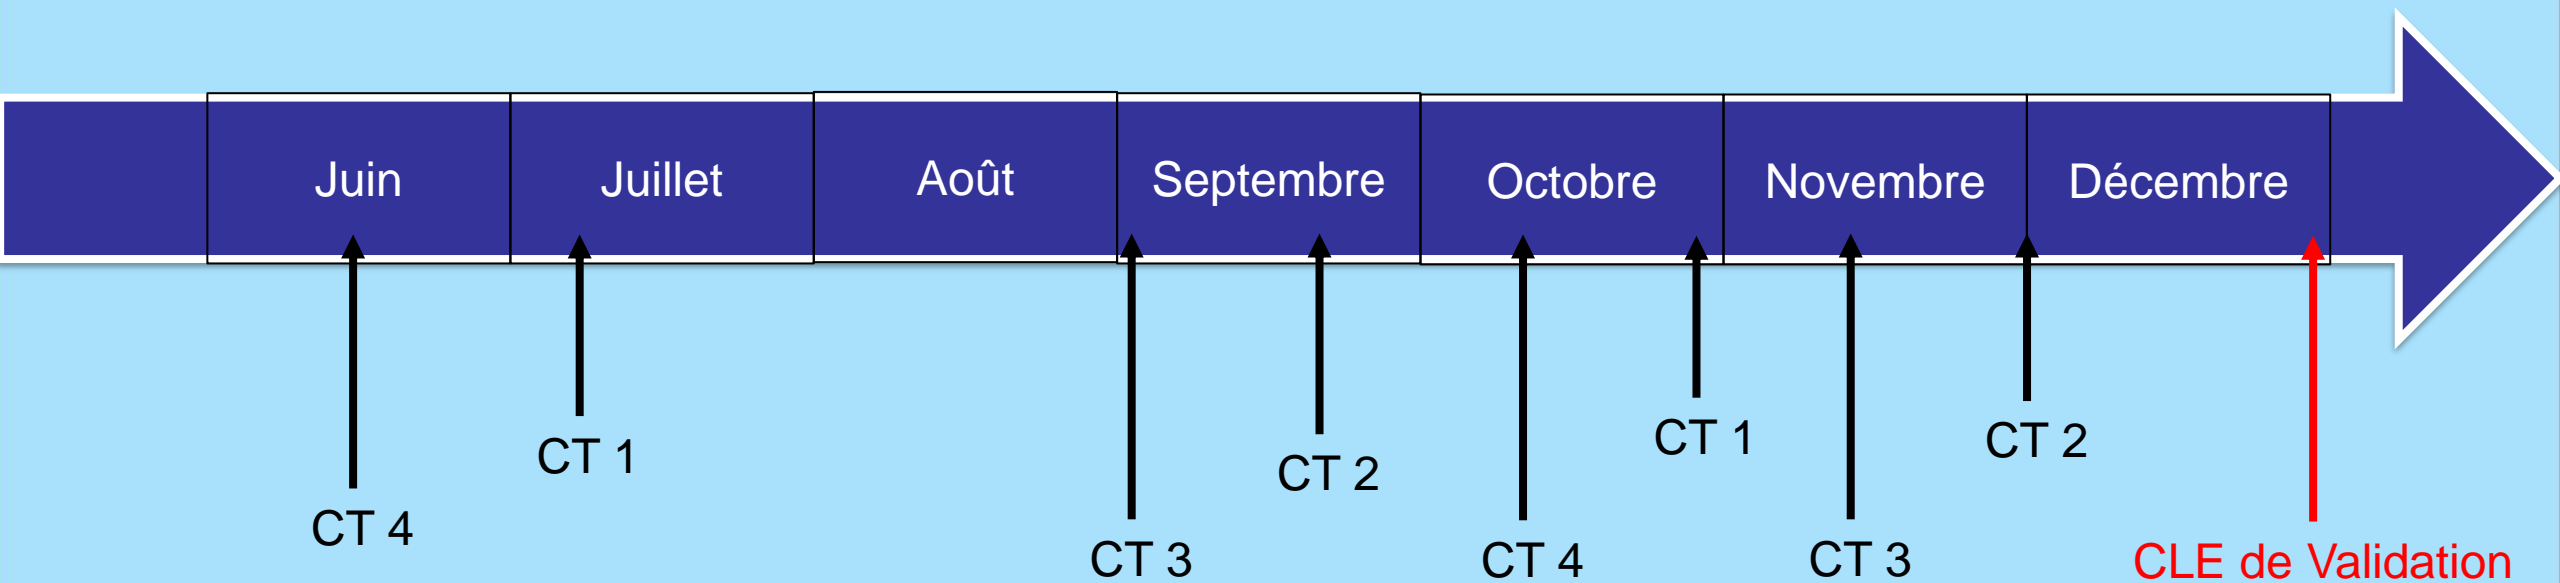 Juin
Juillet
Août
Septembre
Octobre
Novembre
Décembre
CT 4
CT 1
CT 3
CT 2
CT 4
CT 1
CT 3
CT 2
CLE de Validation